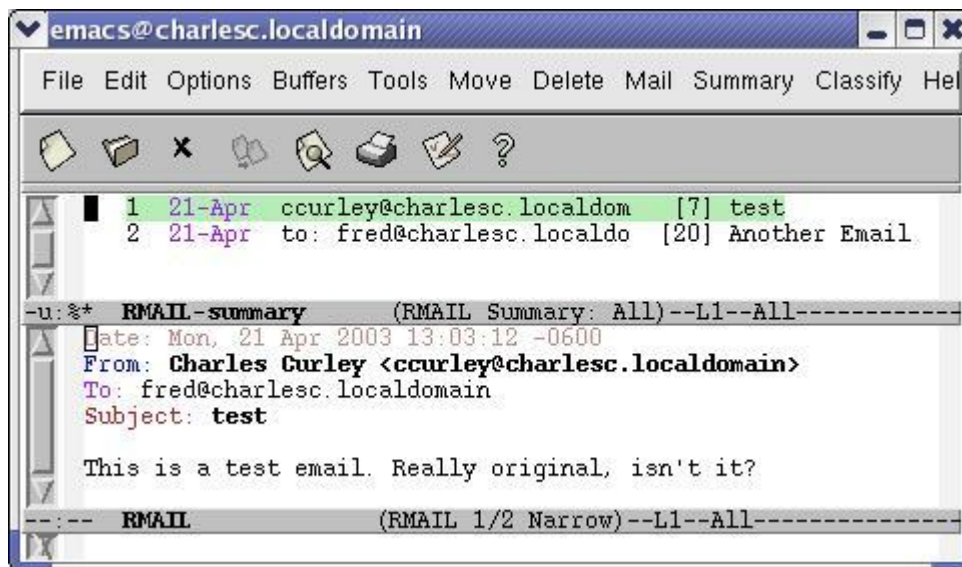 emacs@charlesc.localdomain
File Edit Options Buffers Tools Move Delete Mail Summary Classify Hel
1 21-Apr ccurley@charlesc.localdom [7] test
2 21-Apr to: fred@charlesc.localdo [20] Another Email
-u:%* RMAIL-summary (RMAIL Summary: All)--L1--All-------------
Date: Mon, 21 Apr 2003 13:03:12 -0600
From: Charles Curley <ccurley@charlesc.localdomain>
To: fred@charlesc.localdomain
Subject: test
This is a test email. Really original, isn't it?
--:-- RMAIL (RMAIL 1/2 Narrow)--L1--All----------------